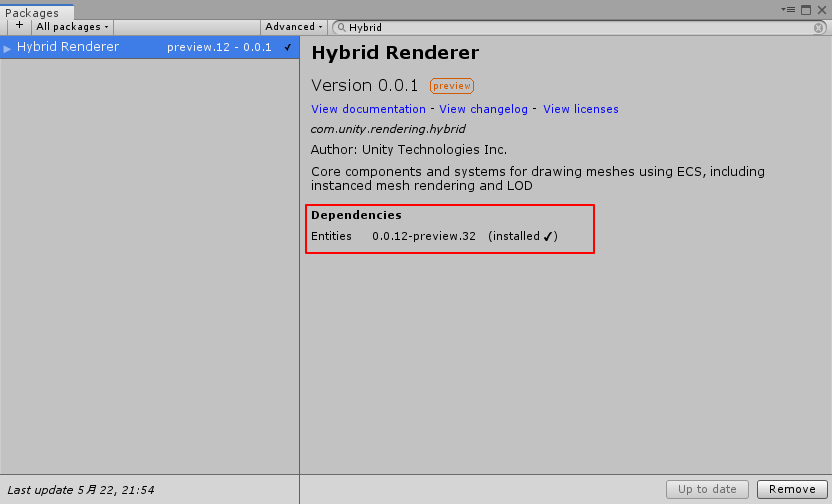 Packages
+ All packages Advanced Hybrid
Hybrid Renderer preview.12 - 0.0.1 ✓
Hybrid Renderer
Version 0.0.1 preview
View documentation - View changelog - View licenses
com.unity.rendering.hybrid
Author: Unity Technologies Inc.
Core components and systems for drawing meshes using ECS, including
instanced mesh rendering and LOD
Dependencies
Entities 0.0.12-preview.32 (installed ✓)
Last update 5月 22, 21:54
Up to date Remove